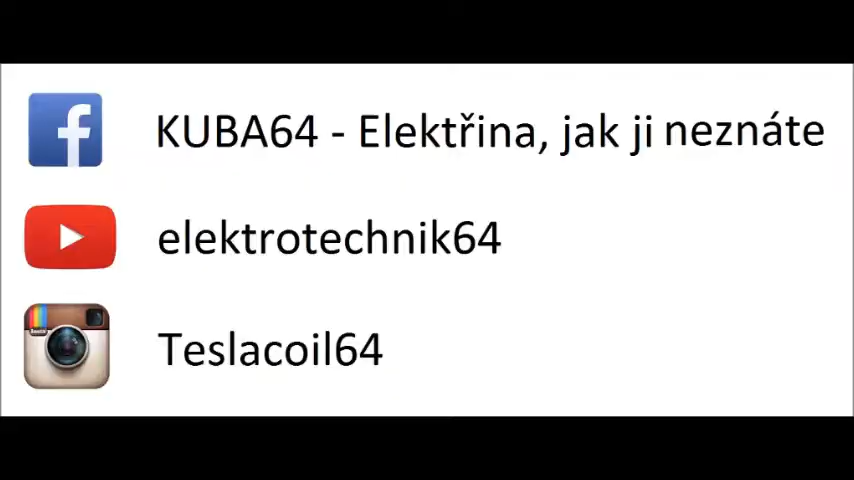 KUBA64 - Elektřina, jak ji neznáte
elektrotechnik64
Teslacoil64